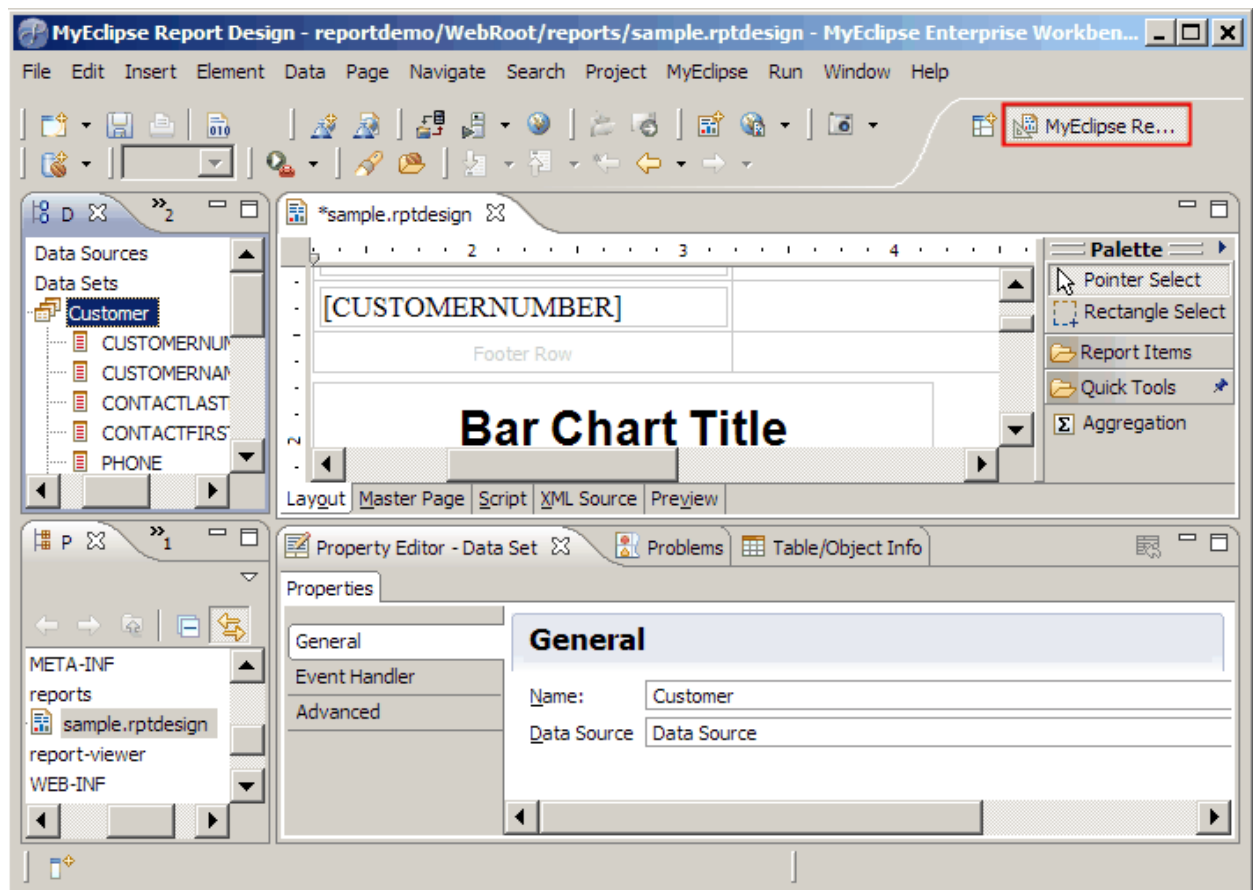 MyEclipse Report Design - reportdemo/WebRoot/reports/sample.rptdesign - MyEclipse Enterprise Workben...
File Edit Insert Element Data Page Navigate Search Project MyEclipse Run Window Help
010
MyEclipse Re...
D
»2
*sample.rptdesign
Data Sources
Data Sets
Customer
CUSTOMERNUM
CUSTOMERNAM
CONTACTLAST
CONTACTFIRS
PHONE
2 3 4
2
[CUSTOMERNUMBER]
Footer Row
Bar Chart Title
Palette
Pointer Select
Rectangle Select
Report Items
Quick Tools
Σ Aggregation
Layout Master Page Script XML Source Preview
P
»1
META-INF
reports
sample.rptdesign
report-viewer
WEB-INF
Property Editor - Data Set Problems Table/Object Info
Properties
General
Event Handler
Advanced
General
Name: Customer
Data Source Data Source